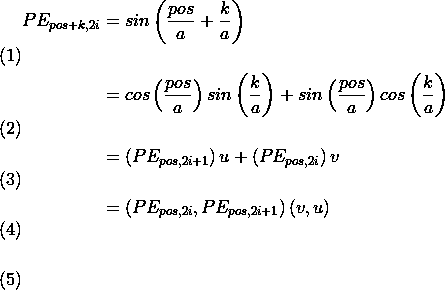 PE_{pos+k,2i} = sin(pos/a + k/a)
(1)
= cos(pos/a) sin(k/a) + sin(pos/a) cos(k/a)
(2)
= (PE_{pos,2i+1}) u + (PE_{pos,2i}) v
(3)
= (PE_{pos,2i}, PE_{pos,2i+1}) (v, u)
(4)
(5)